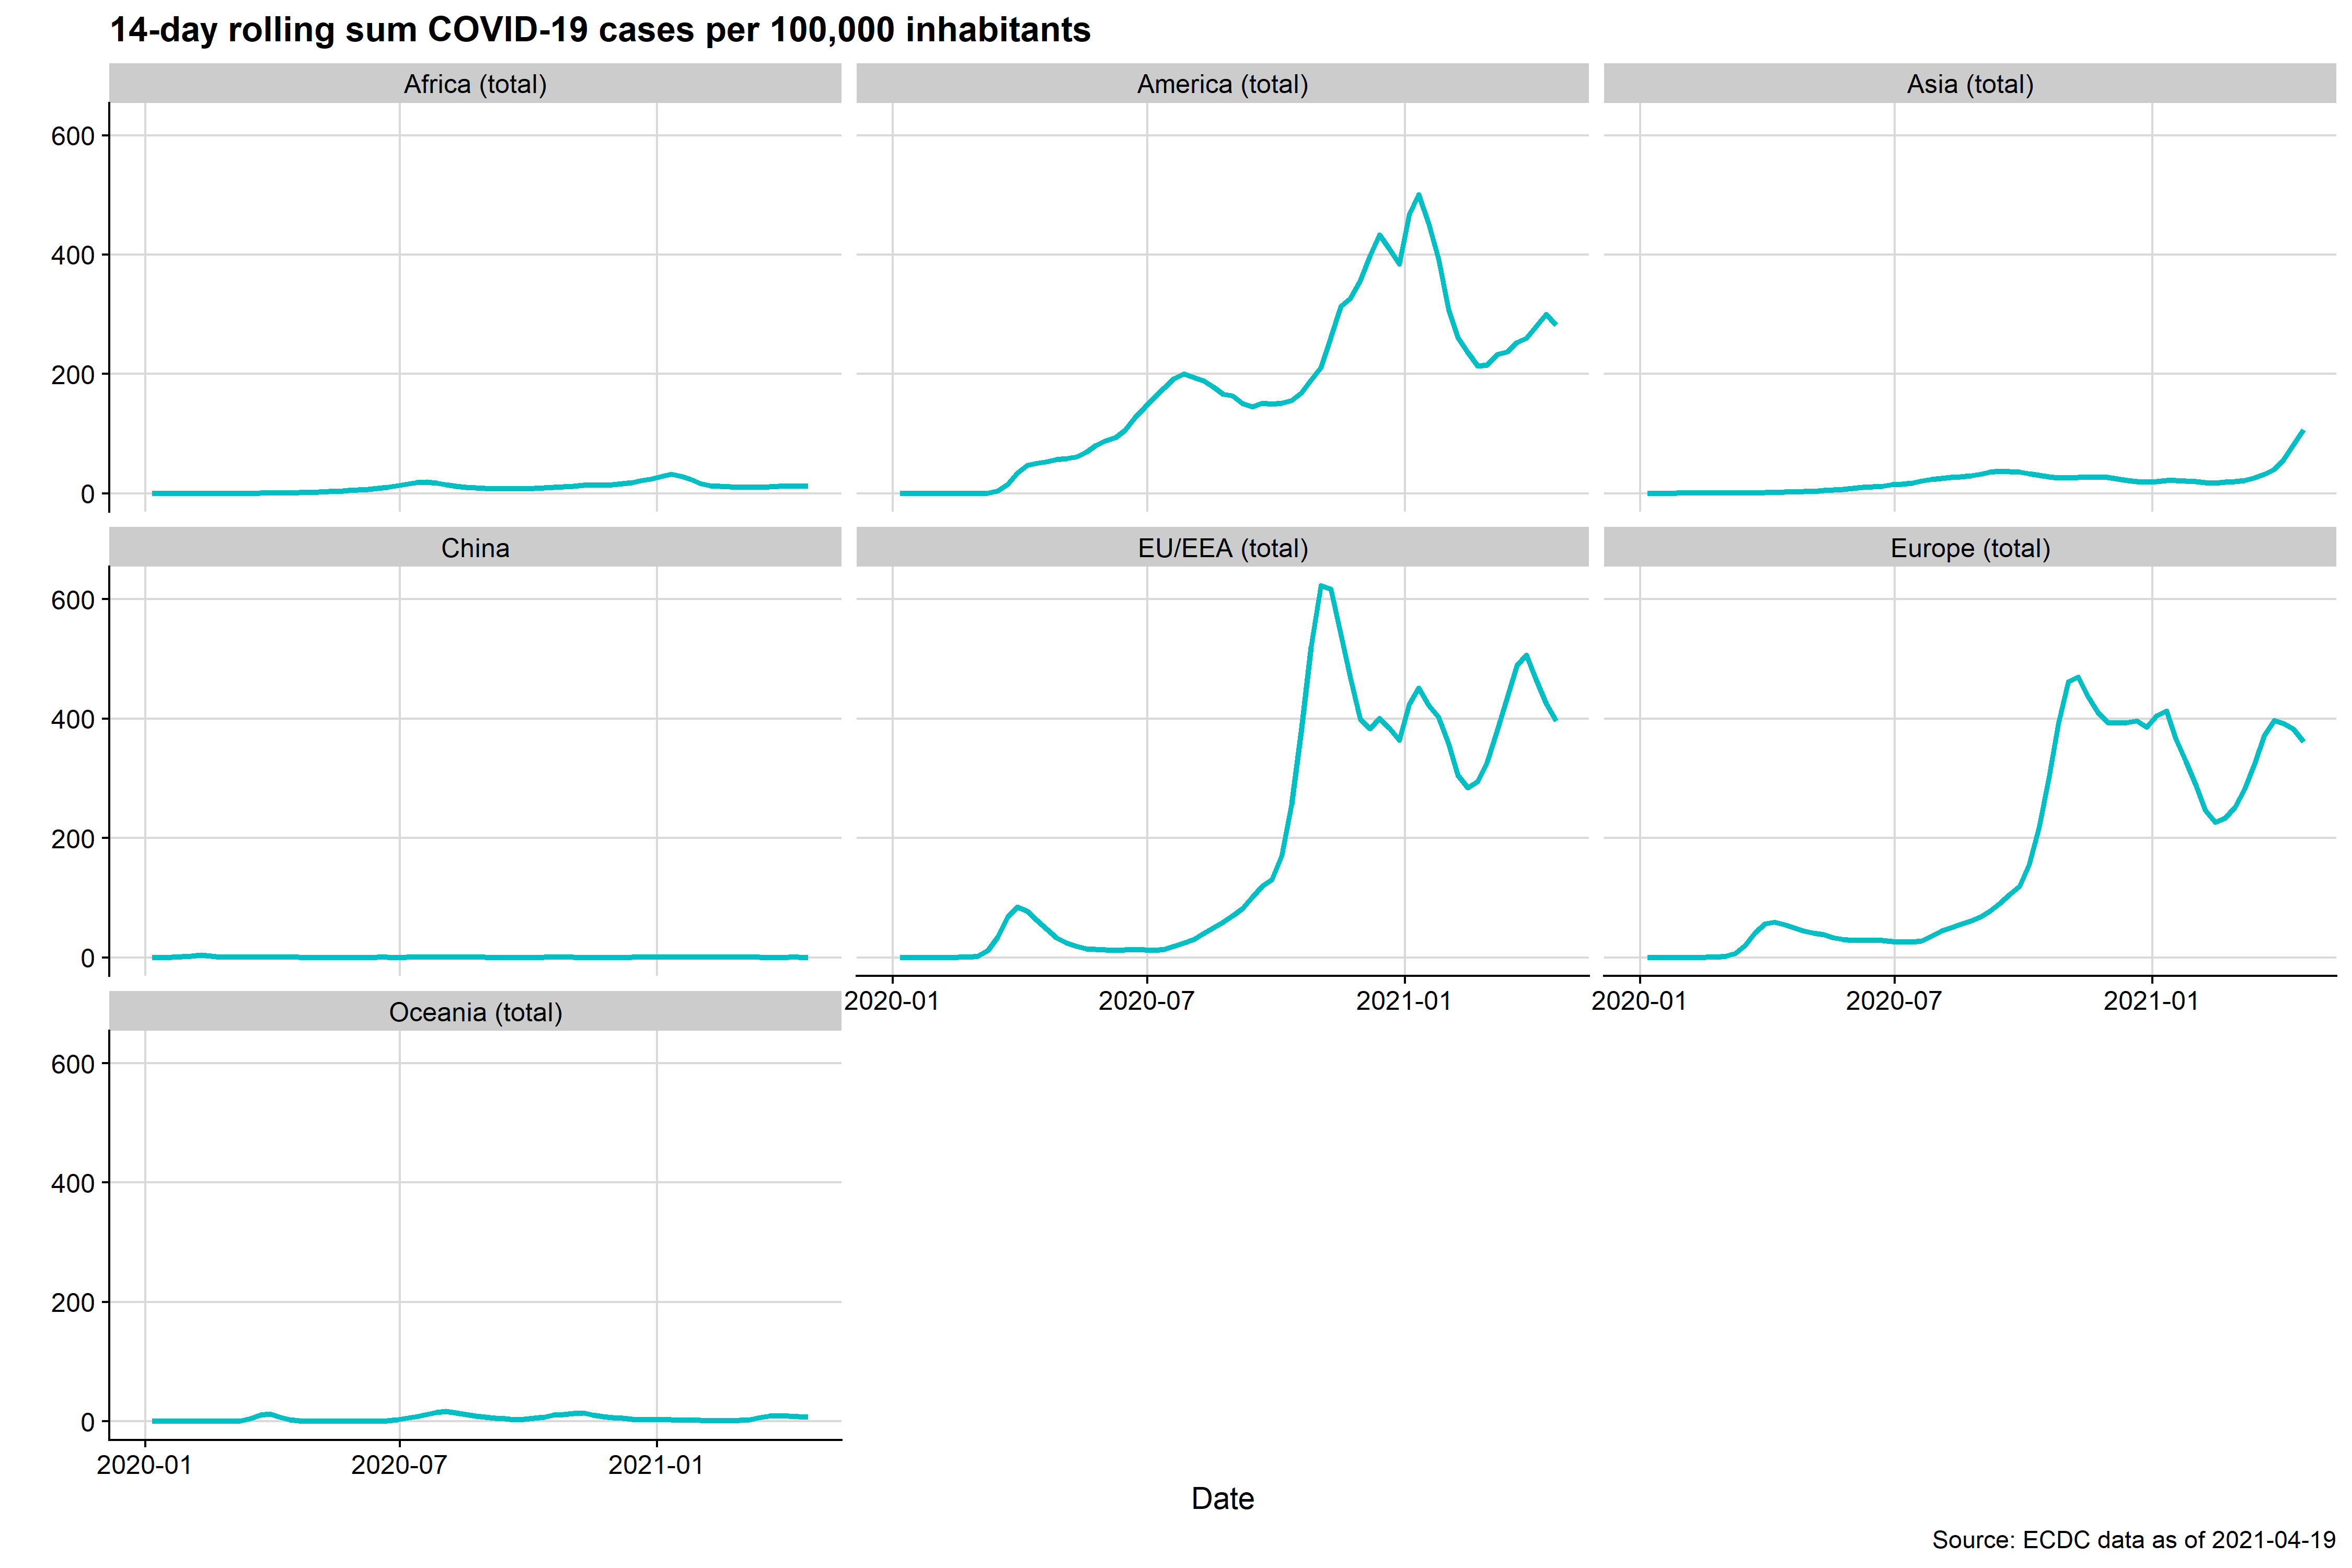 14-day rolling sum COVID-19 cases per 100,000 inhabitants
Africa (total)
America (total)
Asia (total)
600
400
200
0
China
EU/EEA (total)
Europe (total)
600
400
200
0
2020-01
2020-07
2021-01
2020-01
2020-07
2021-01
Oceania (total)
600
400
200
0
2020-01
2020-07
2021-01
Date
Source: ECDC data as of 2021-04-19